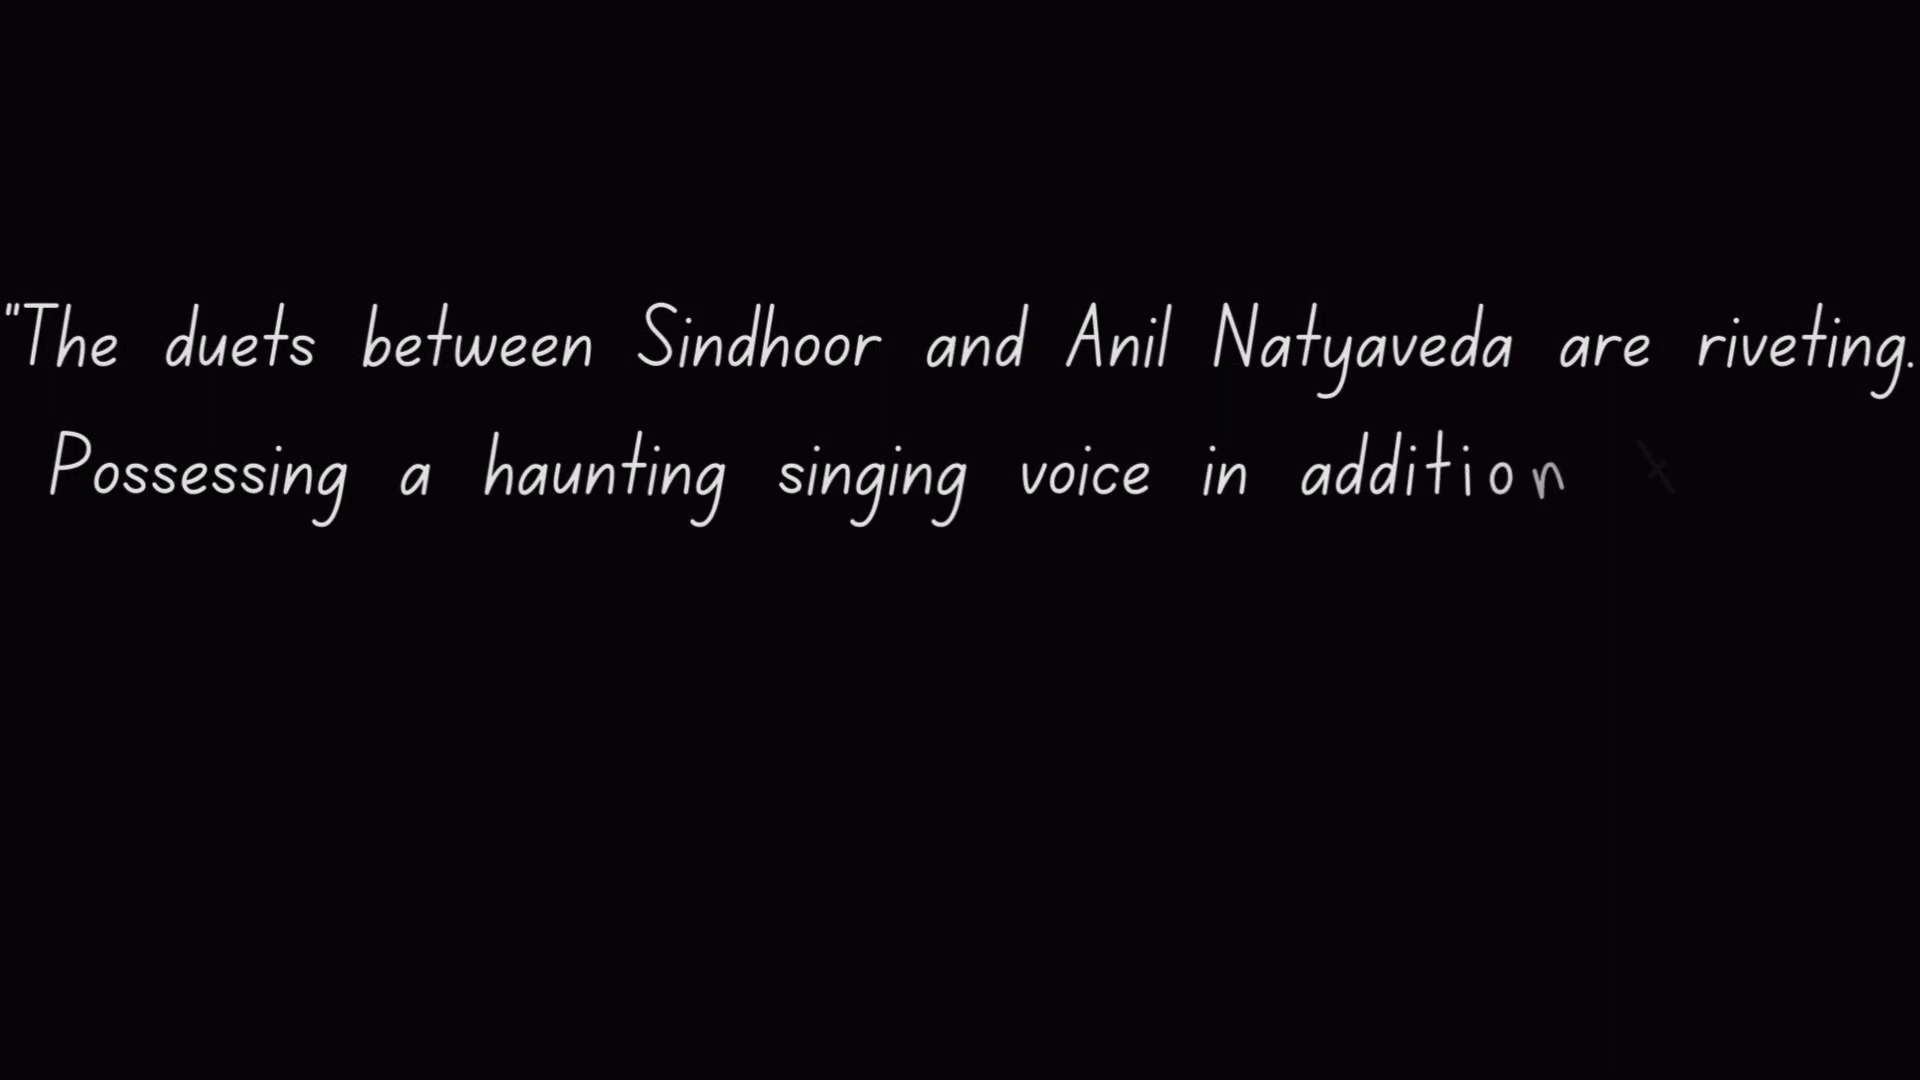 "The duets between Sindhoor and Anil Natyaveda are riveting.
Possessing a haunting singing voice in addition